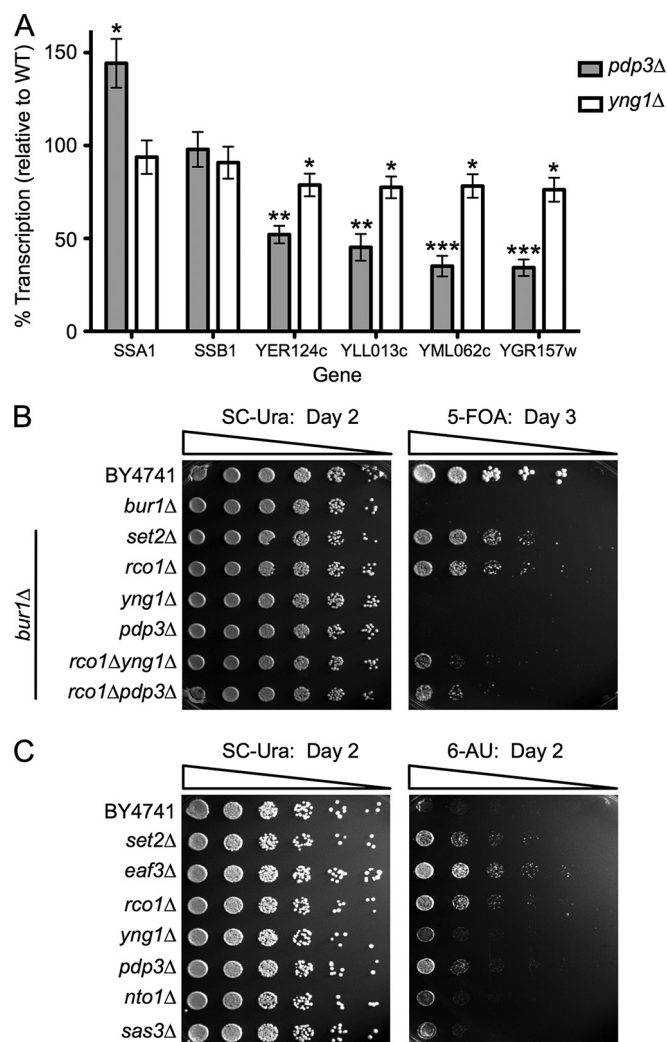 A
% Transcription (relative to WT)
150
100
50
0
*
** 
*
**
*
***
*
***
*
pdp3Δ
yng1Δ
SSA1 SSB1 YER124c YLL013c YML062c YGR157w
Gene
B
SC-Ura: Day 2 5-FOA: Day 3
BY4741
bur1Δ
set2Δ
rco1Δ
yng1Δ
pdp3Δ
rco1Δyng1Δ
rco1Δpdp3Δ
bur1Δ
C
SC-Ura: Day 2 6-AU: Day 2
BY4741
set2Δ
eaf3Δ
rco1Δ
yng1Δ
pdp3Δ
nto1Δ
sas3Δ